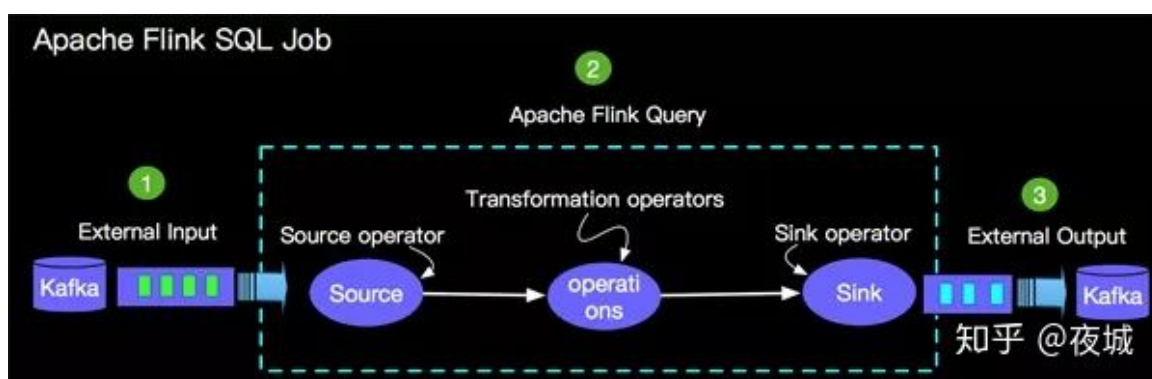 Apache Flink SQL Job
2
Apache Flink Query
1
External Input
Source operator
Transformation operators
Sink operator
3
External Output
Kafka
Source
operati
ons
Sink
Kafka
知乎 @夜城